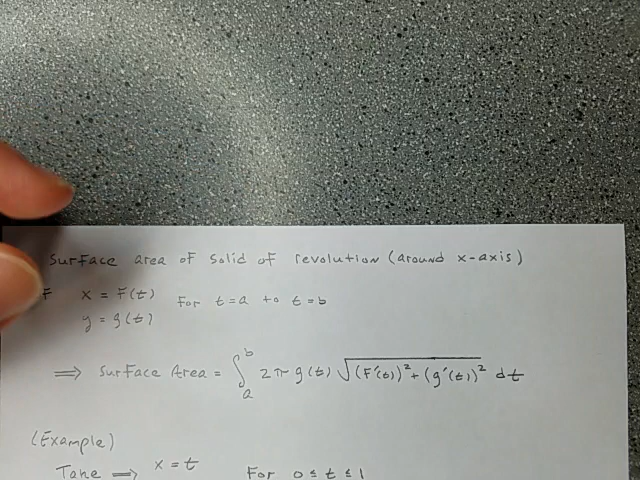 Surface area of solid of revolution (around x-axis)
x = F(t) for t=a to t=b
y = g(t)
⟹ Surface Area = ∫_a^b 2π g(t) √((F'(t))² + (g'(t))²) dt
(Example)
Take ⟹ x = t For 0 ≤ t ≤ 1